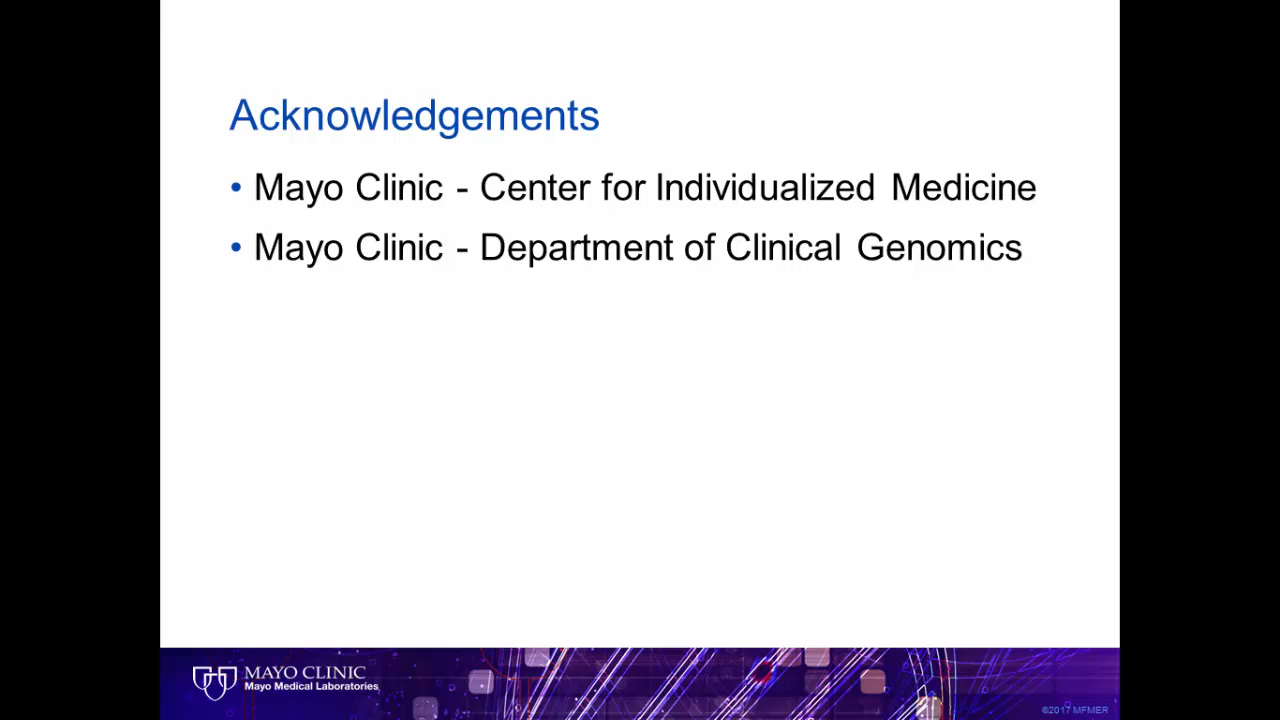 Acknowledgements
• Mayo Clinic - Center for Individualized Medicine
• Mayo Clinic - Department of Clinical Genomics
MAYO CLINIC
Mayo Medical Laboratories
©2017 MFMER